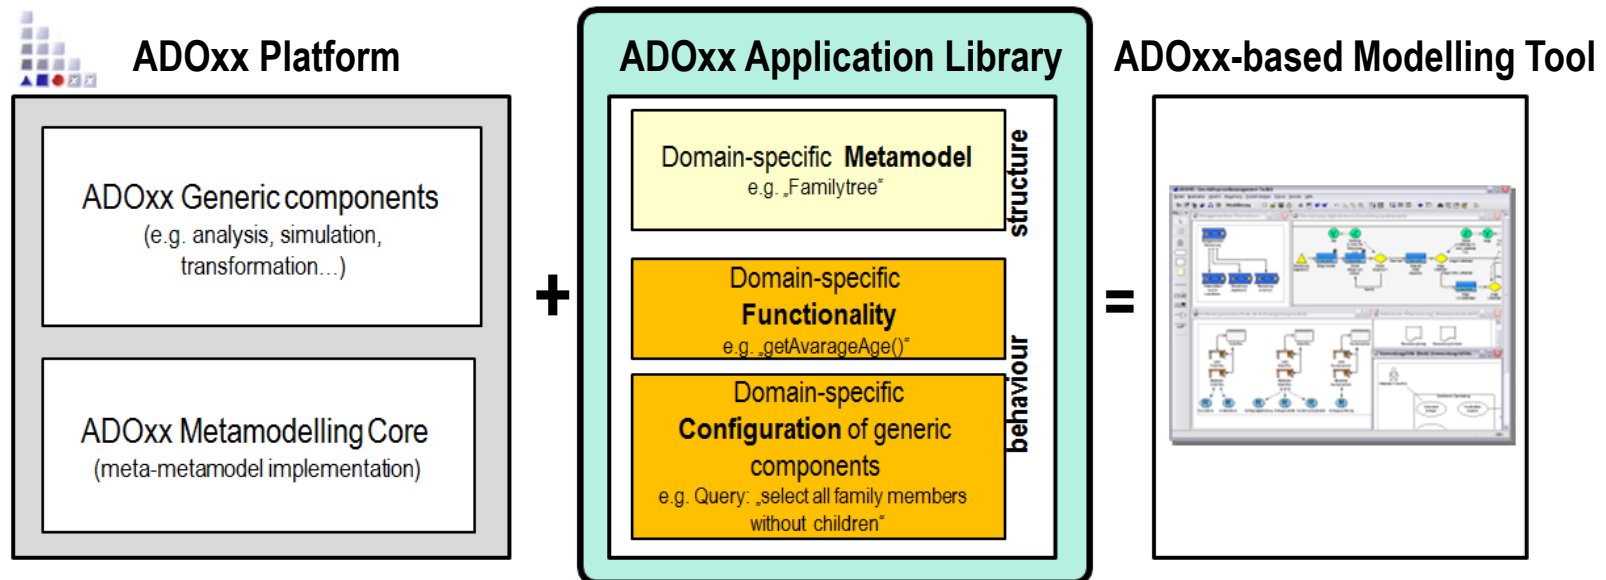 ADOxx Platform
ADOxx Generic components
(e.g. analysis, simulation,
transformation…)
ADOxx Metamodelling Core
(meta-metamodel implementation)
+
ADOxx Application Library
Domain-specific Metamodel
e.g. „Familytree“
structure
Domain-specific
Functionality
e.g. „getAvarageAge()“
Domain-specific
Configuration of generic
components
e.g. Query: „select all family members
without children“
behaviour
=
ADOxx-based Modelling Tool